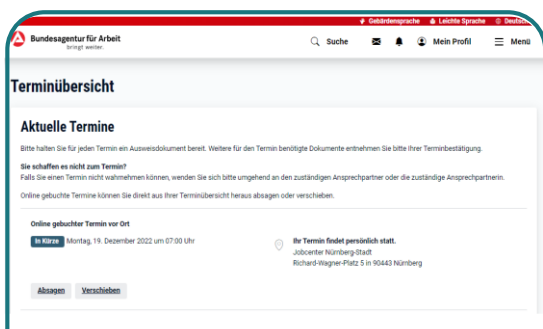 Gebärdensprache Leichte Sprache Deutsch
Bundesagentur für Arbeit
bringt weiter.
Suche Mein Profil Menü
Terminübersicht
Aktuelle Termine
Bitte halten Sie für jeden Termin ein Ausweisdokument bereit. Weitere für den Termin benötigte Dokumente entnehmen Sie bitte Ihrer Terminbestätigung.
Sie schaffen es nicht zum Termin?
Falls Sie einen Termin nicht wahrnehmen können, wenden Sie sich bitte umgehend an den zuständigen Ansprechpartner oder die zuständige Ansprechpartnerin.
Online gebuchte Termine können Sie direkt aus Ihrer Terminübersicht heraus absagen oder verschieben.
Online gebuchter Termin vor Ort
In Kürze Montag, 19. Dezember 2022 um 07:00 Uhr
Ihr Termin findet persönlich statt.
Jobcenter Nürnberg-Stadt
Richard-Wagner-Platz 5 in 90443 Nürnberg
Absagen Verschieben